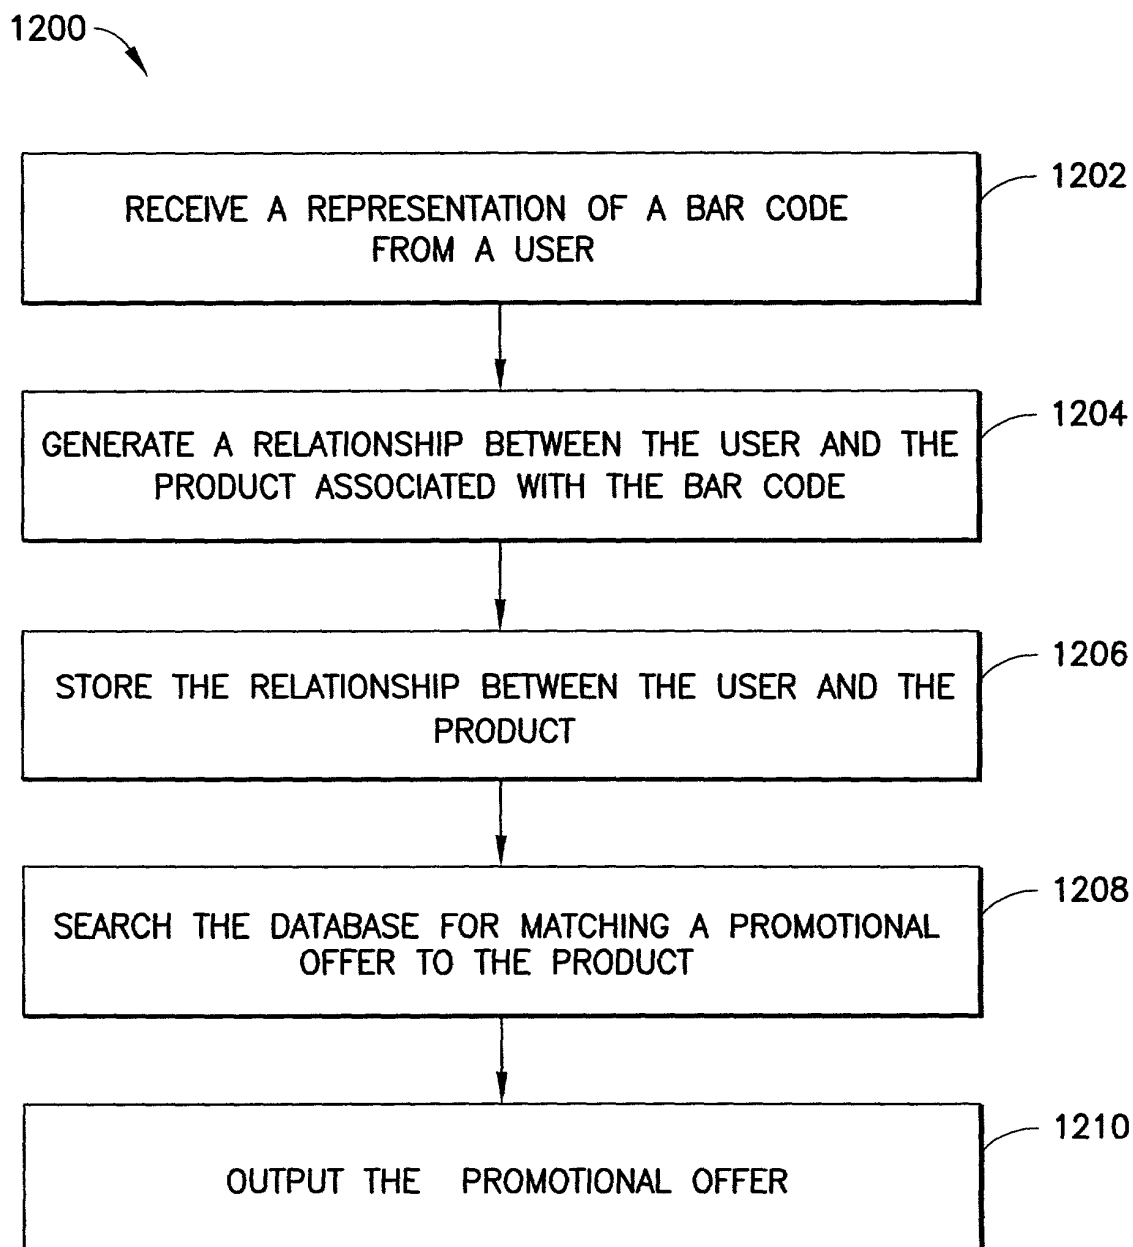 1200
RECEIVE A REPRESENTATION OF A BAR CODE
FROM A USER
1202
GENERATE A RELATIONSHIP BETWEEN THE USER AND THE
PRODUCT ASSOCIATED WITH THE BAR CODE
1204
STORE THE RELATIONSHIP BETWEEN THE USER AND THE
PRODUCT
1206
SEARCH THE DATABASE FOR MATCHING A PROMOTIONAL
OFFER TO THE PRODUCT
1208
OUTPUT THE PROMOTIONAL OFFER
1210